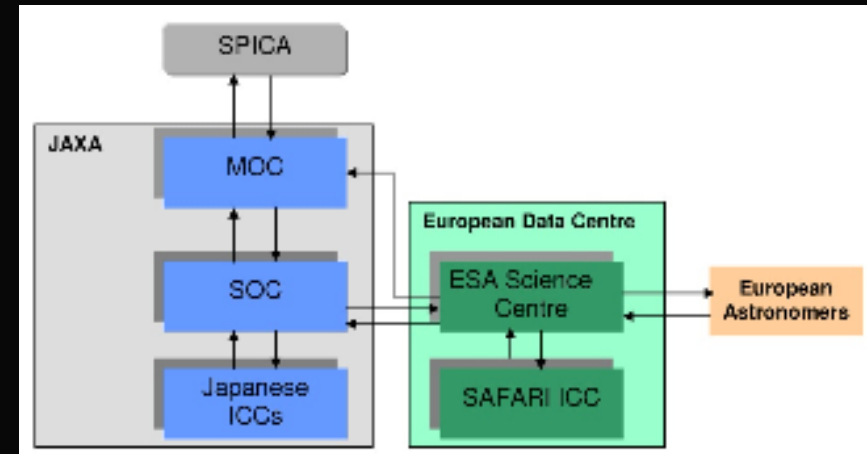 SPICA
JAXA
MOC
European Data Centre
SOC
ESA Science
Centre
European
Astronomers
Japanese
ICCs
SAFARI ICC